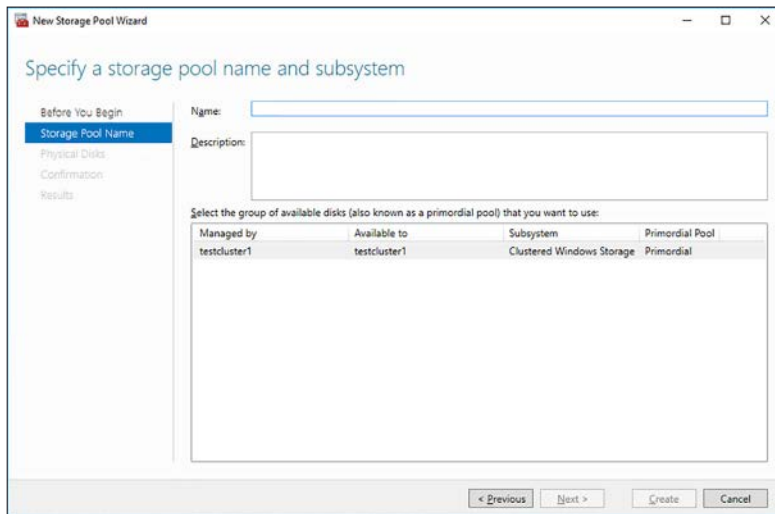 New Storage Pool Wizard
Specify a storage pool name and subsystem
Before You Begin
Storage Pool Name
Physical Disks
Confirmation
Results
Name:
Description:
Select the group of available disks (also known as a primordial pool) that you want to use:
Managed by Available to Subsystem Primordial Pool
testcluster1 testcluster1 Clustered Windows Storage Primordial
< Previous Next > Create Cancel